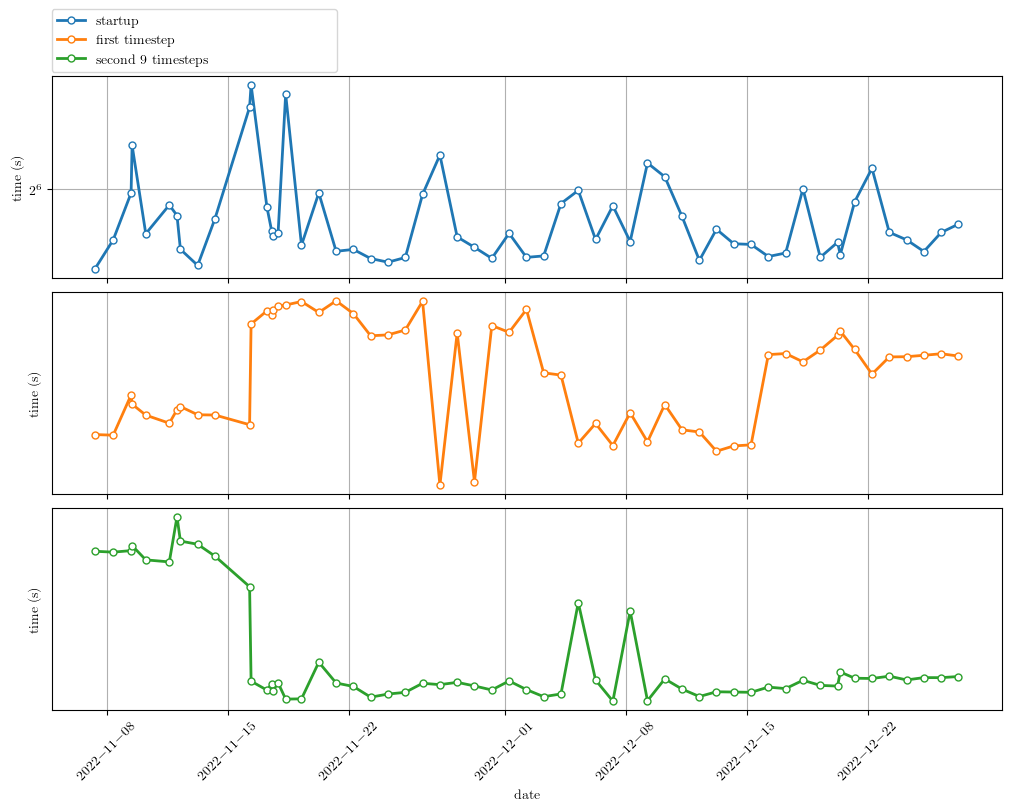 startup
first timestep
second 9 timesteps
time (s)
2⁶
time (s)
time (s)
2022−11−08
2022−11−15
2022−11−22
2022−12−01
2022−12−08
2022−12−15
2022−12−22
date